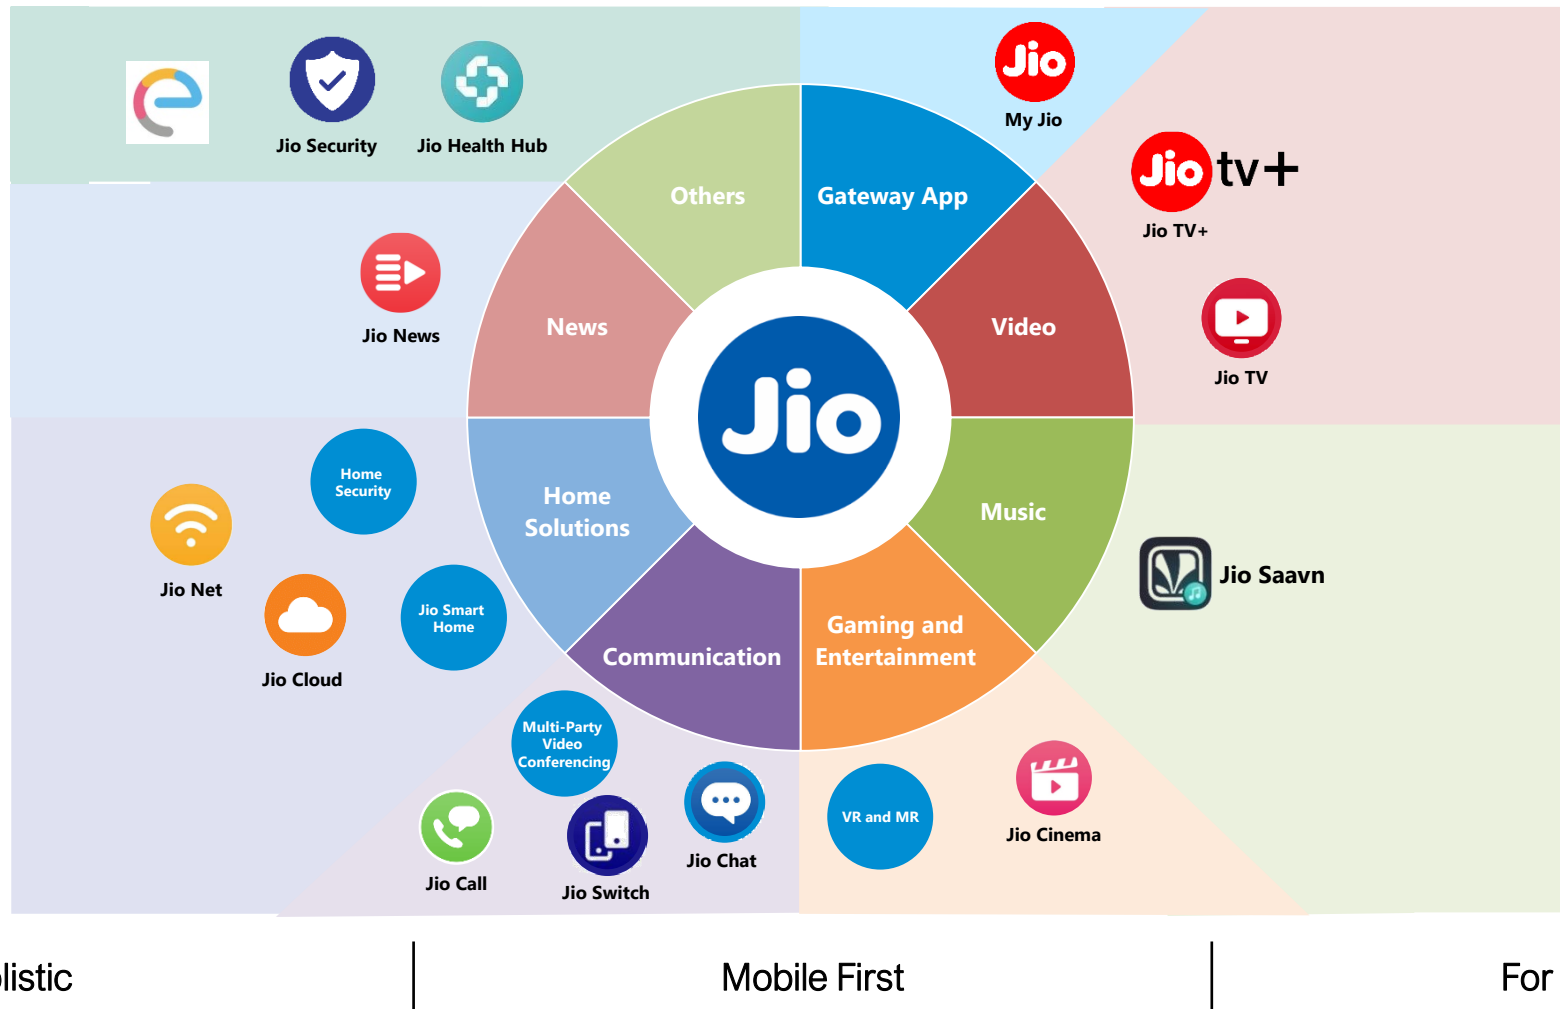 Jio
My Jio
Jio Security
Jio Health Hub
Jio tv+
Jio TV+
Others
Gateway App
Jio News
News
Video
Jio TV
Jio
Home
Security
Jio Net
Home
Solutions
Music
Jio Saavn
Jio Cloud
Jio Smart
Home
Communication
Gaming and
Entertainment
Multi-Party
Video
Conferencing
Jio Call
Jio Switch
Jio Chat
VR and MR
Jio Cinema
Mobile First
For